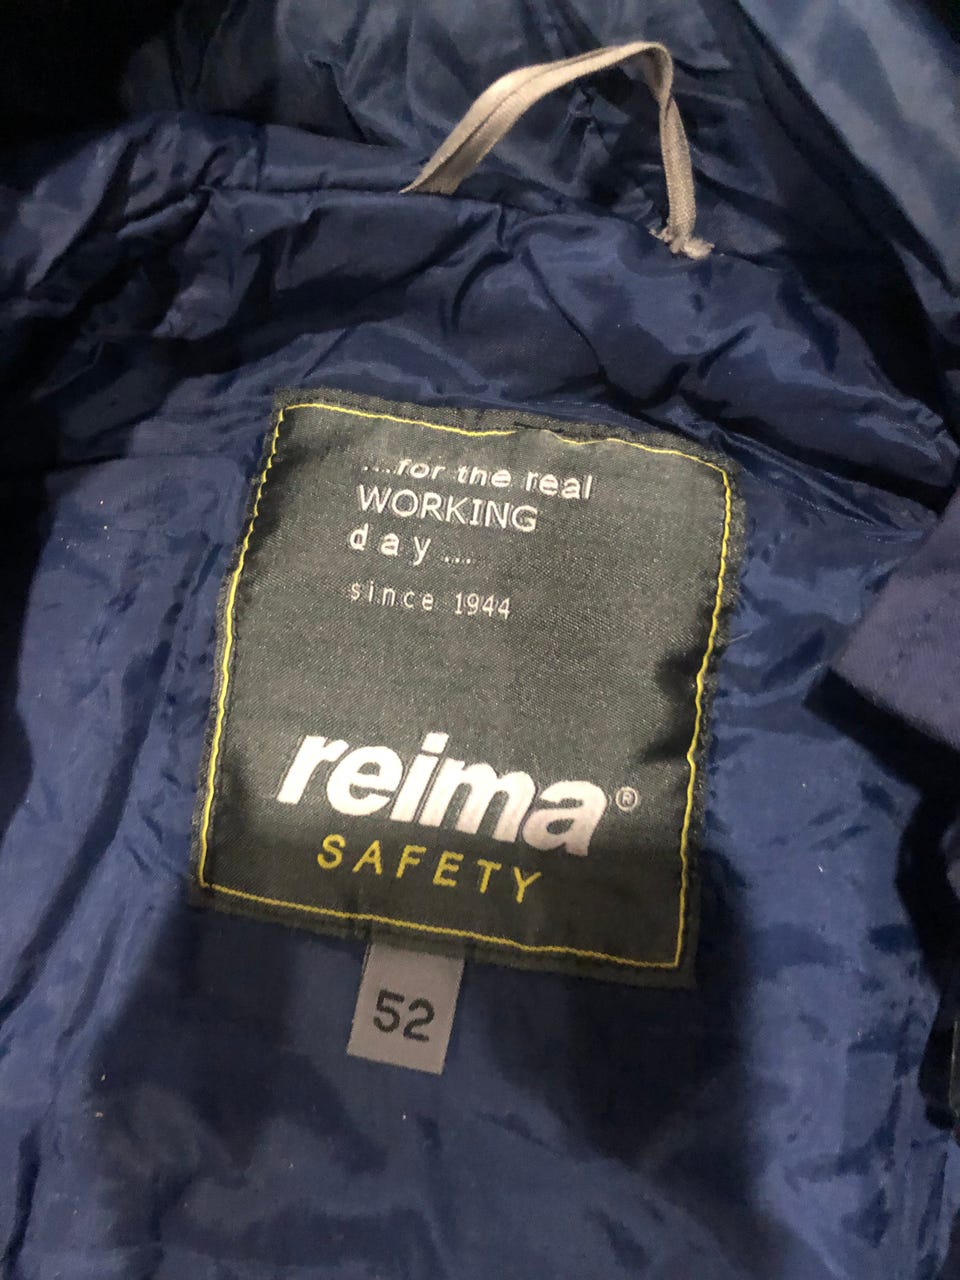 ...for the real
WORKING
day...
since 1944
reima®
SAFETY
52